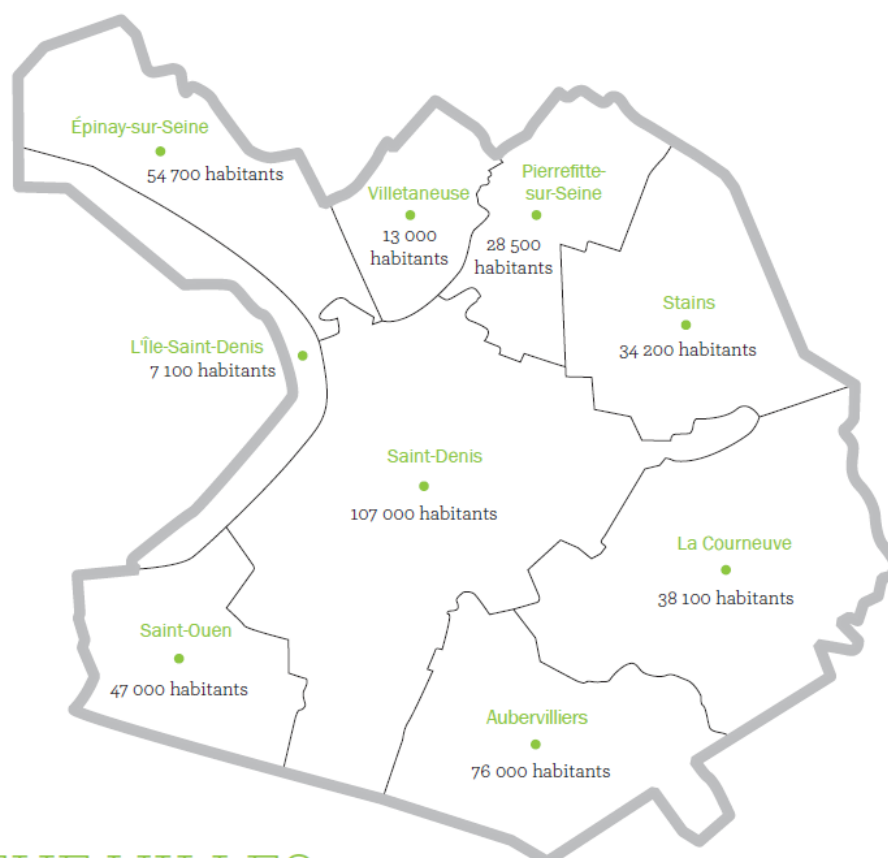 Épinay-sur-Seine
54 700 habitants
Villetaneuse
13 000
habitants
Pierrefitte-
sur-Seine
28 500
habitants
Stains
34 200 habitants
L'Île-Saint-Denis
7 100 habitants
Saint-Denis
107 000 habitants
La Courneuve
38 100 habitants
Saint-Ouen
47 000 habitants
Aubervilliers
76 000 habitants